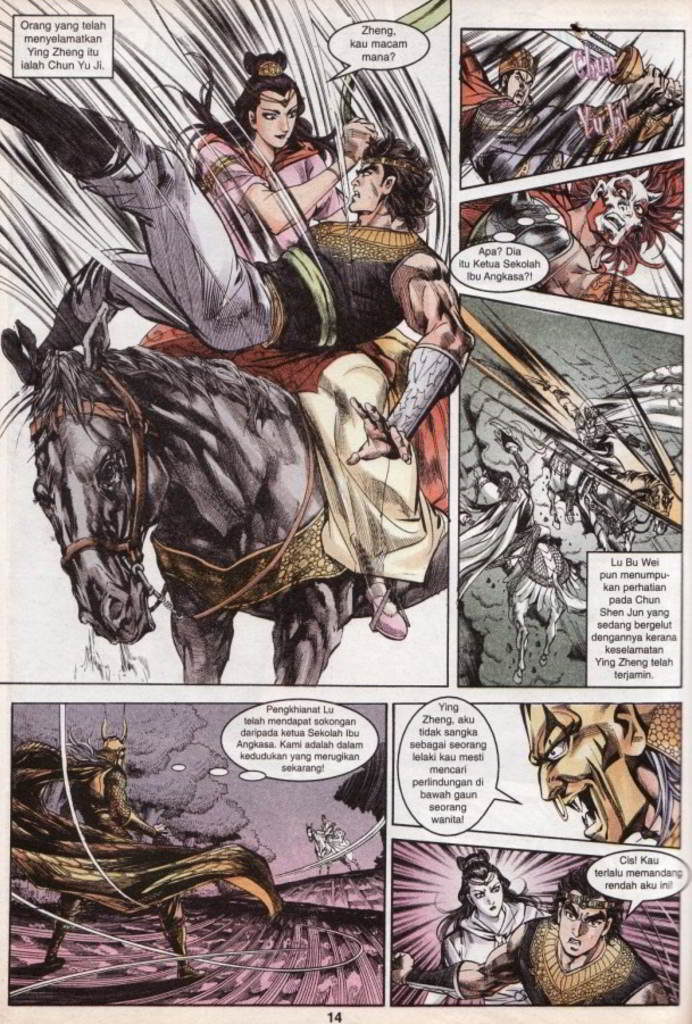 Orang yang telah
menyelamatkan
Ying Zheng itu
ialah Chun Yu Ji.
Zheng,
kau macam
mana?
Chun
Yu Ji!
Apa? Dia
itu Ketua Sekolah
Ibu Angkasa?!
Lu Bu Wei
pun menumpu-
kan perhatian
pada Chun
Shen Jun yang
sedang bergelut
dengannya kerana
keselamatan
Ying Zheng telah
terjamin.
Pengkhianat Lu
telah mendapat sokongan
daripada ketua Sekolah Ibu
Angkasa. Kami adalah dalam
kedudukan yang merugikan
sekarang!
Ying
Zheng, aku
tidak sangka
sebagai seorang
lelaki kau mesti
mencari
perlindungan di
bawah gaun
seorang
wanita!
Cis! Kau
terlalu memandang
rendah aku ini!
14